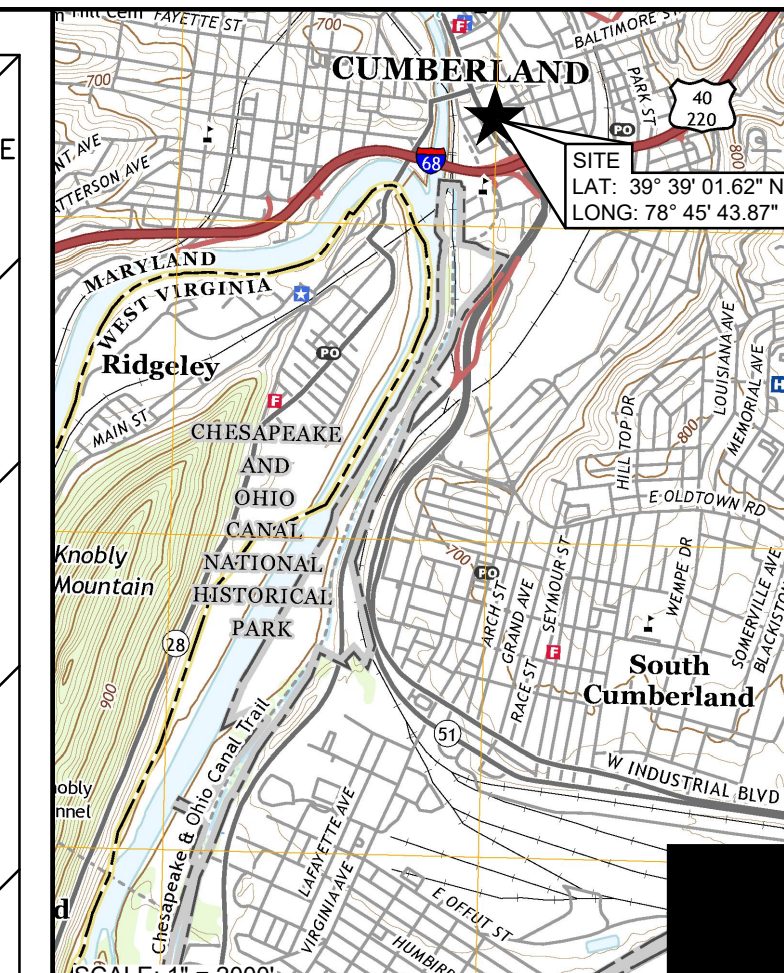 FAYETTE ST
700
BALTIMORE ST
CUMBERLAND
F
700
PARK ST
40
220
PO
E
68
800
SITE
LAT: 39° 39' 01.62" N
LONG: 78° 45' 43.87"
MARYLAND
WEST VIRGINIA
Ridgeley
PO
F
MAIN ST
CHESAPEAKE
AND
OHIO
CANAL
NATIONAL
HISTORICAL
PARK
LOUISIANA AVE
MEMORIAL AVE
H
HILL TOP DR
800
E OLDTOWN RD
Knobly
Mountain
700
PO
ARCH ST
GRAND AVE
SEYMOUR ST
RACE ST
F
WEMPE DR
SOMERVILLE AVE
28
South
Cumberland
900
51
W INDUSTRIAL BLVD
Chesapeake & Ohio Canal Trail
LAFAYETTE AVE
VIRGINIA AVE
E OFFUT ST
SCALE: 1" = 2000'